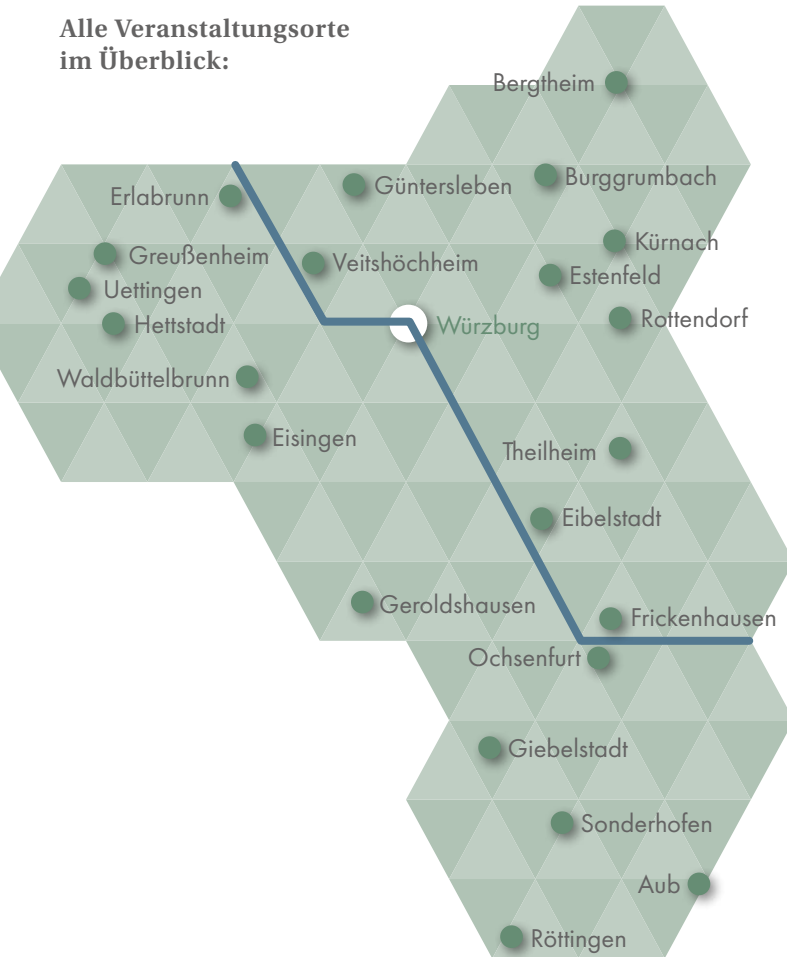 Alle Veranstaltungsorte
im Überblick:
Bergtheim
Burggrumbach
Güntersleben
Erlabrunn
Kürnach
Greußenheim
Veitshöchheim
Estenfeld
Uettingen
Rottendorf
Hettstadt
Würzburg
Waldbüttelbrunn
Eisingen
Theilheim
Eibelstadt
Geroldshausen
Frickenhausen
Ochsenfurt
Giebelstadt
Sonderhofen
Aub
Röttingen